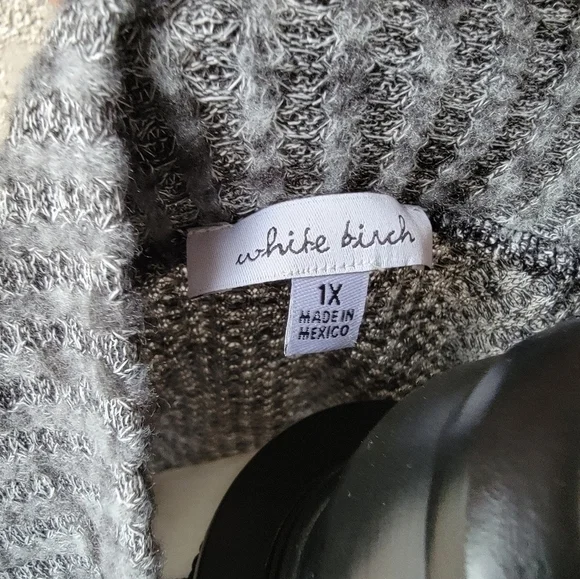 white birch
1X
MADE IN
MEXICO